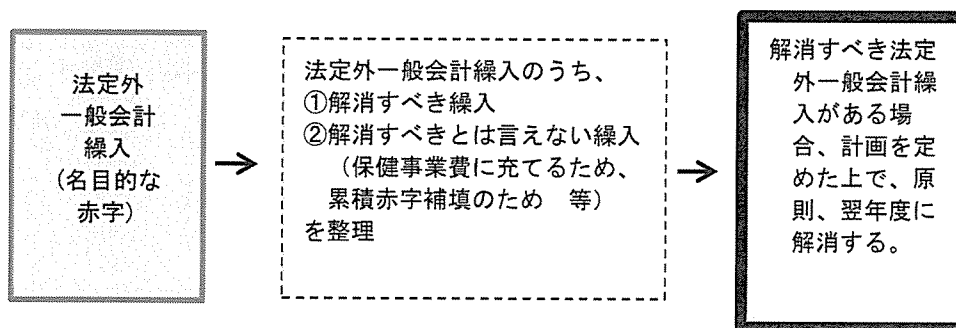 法定外
一般会計
繰入
（名目的な
赤字）
法定外一般会計繰入のうち、
①解消すべき繰入
②解消すべきとは言えない繰入
（保健事業費に充てるため、
累積赤字補填のため　等）
を整理
解消すべき法定
外一般会計繰
入がある場
合、計画を定
めた上で、原
則、翌年度に
解消する。